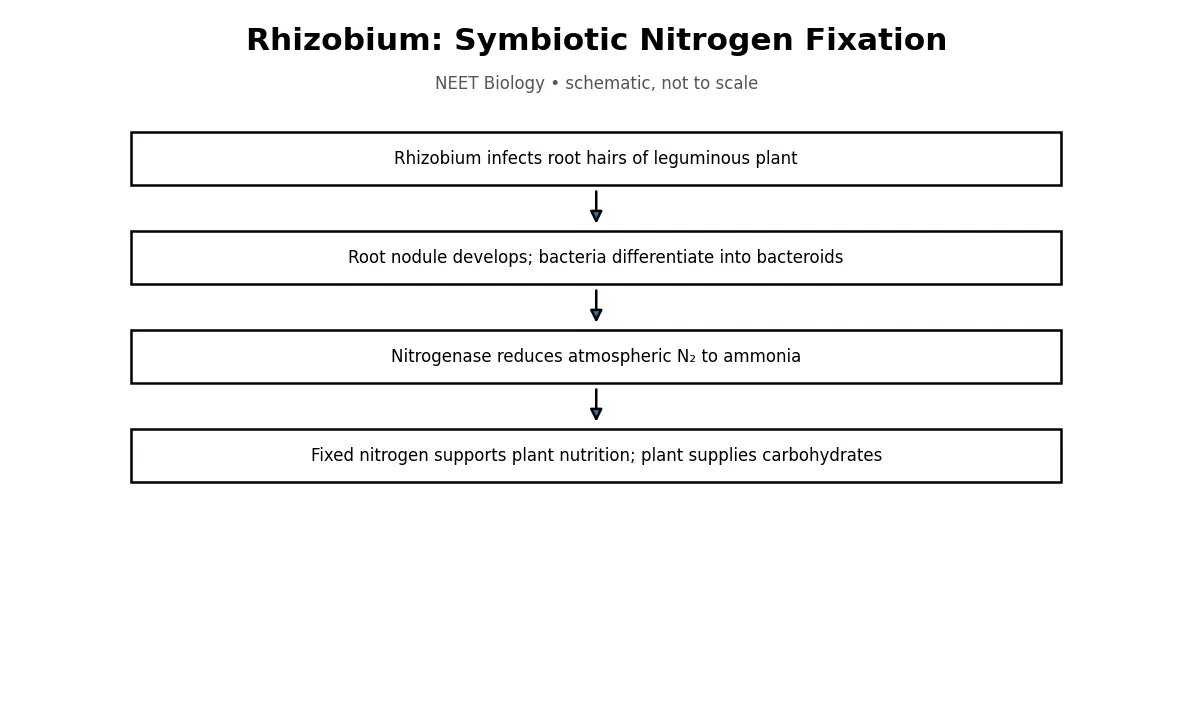 Rhizobium: Symbiotic Nitrogen Fixation
NEET Biology • schematic, not to scale
Rhizobium infects root hairs of leguminous plant
Root nodule develops; bacteria differentiate into bacteroids
Nitrogenase reduces atmospheric N₂ to ammonia
Fixed nitrogen supports plant nutrition; plant supplies carbohydrates